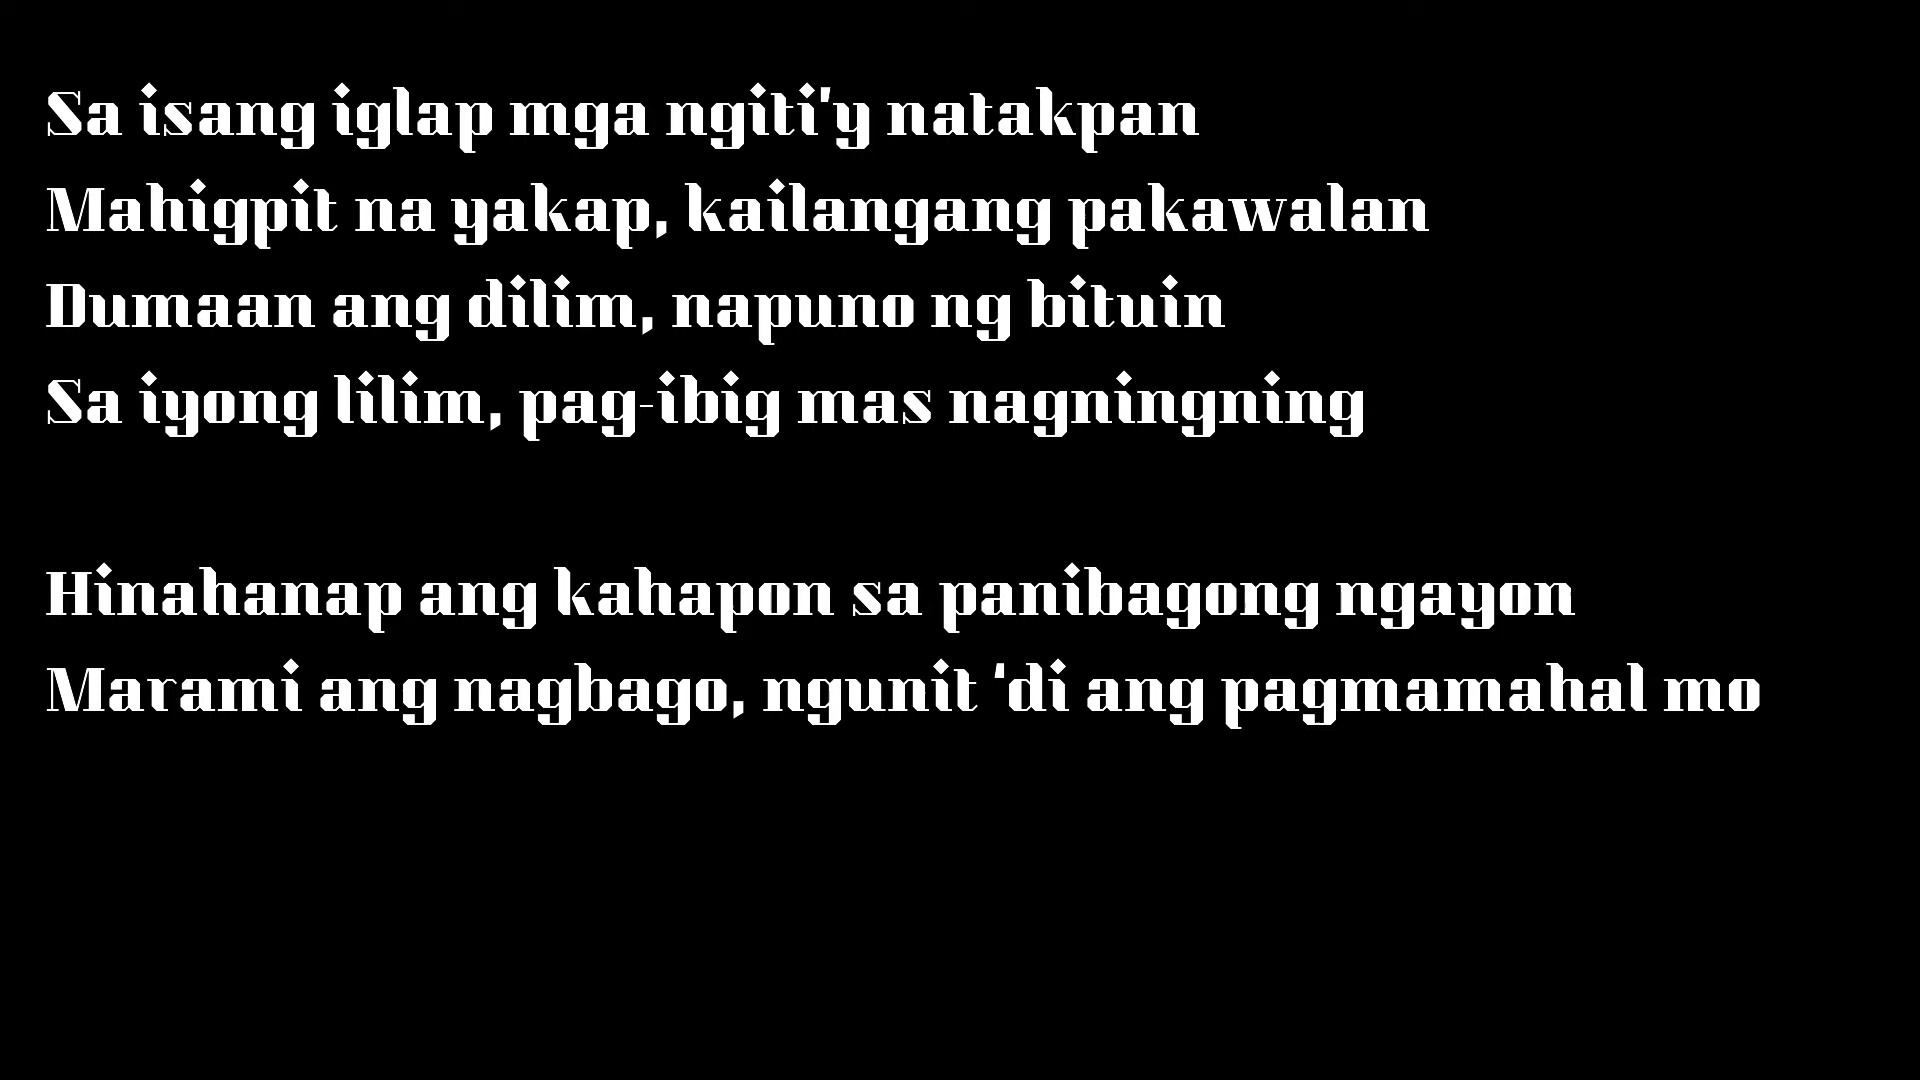 Sa isang iglap mga ngiti'y natakpan
Mahigpit na yakap, kailangang pakawalan
Dumaan ang dilim, napuno ng bituin
Sa iyong lilim, pag-ibig mas nagningning
Hinahanap ang kahapon sa panibagong ngayon
Marami ang nagbago, ngunit 'di ang pagmamahal mo